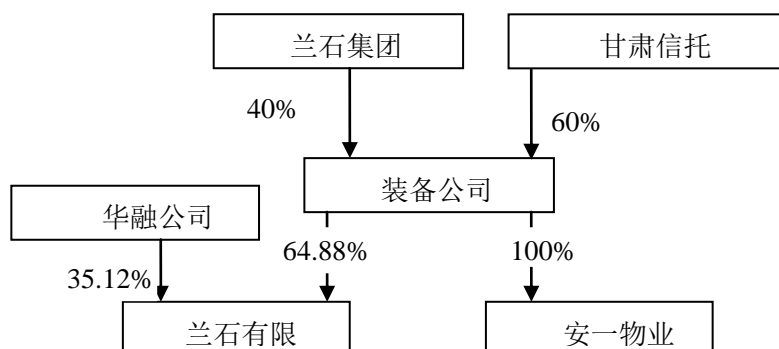 兰石集团
甘肃信托
40%
60%
装备公司
华融公司
64.88%
100%
35.12%
兰石有限
安一物业